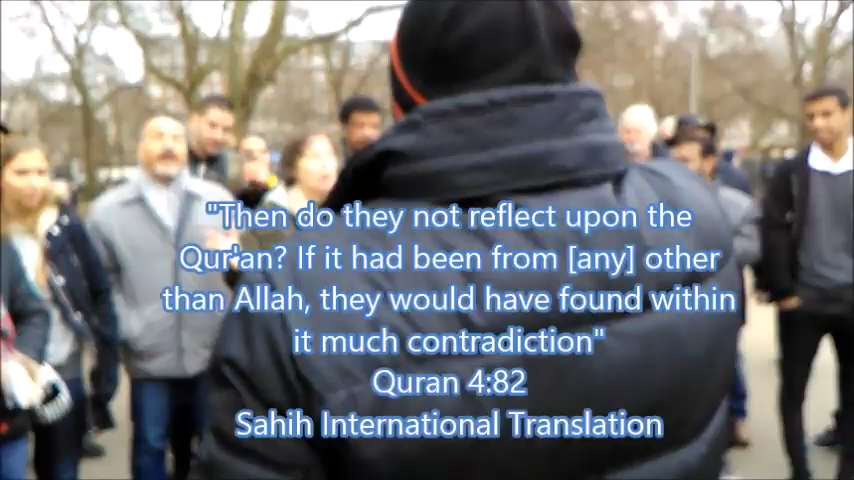 "Then do they not reflect upon the
Qur'an? If it had been from [any] other
than Allah, they would have found within
it much contradiction"
Quran 4:82
Sahih International Translation